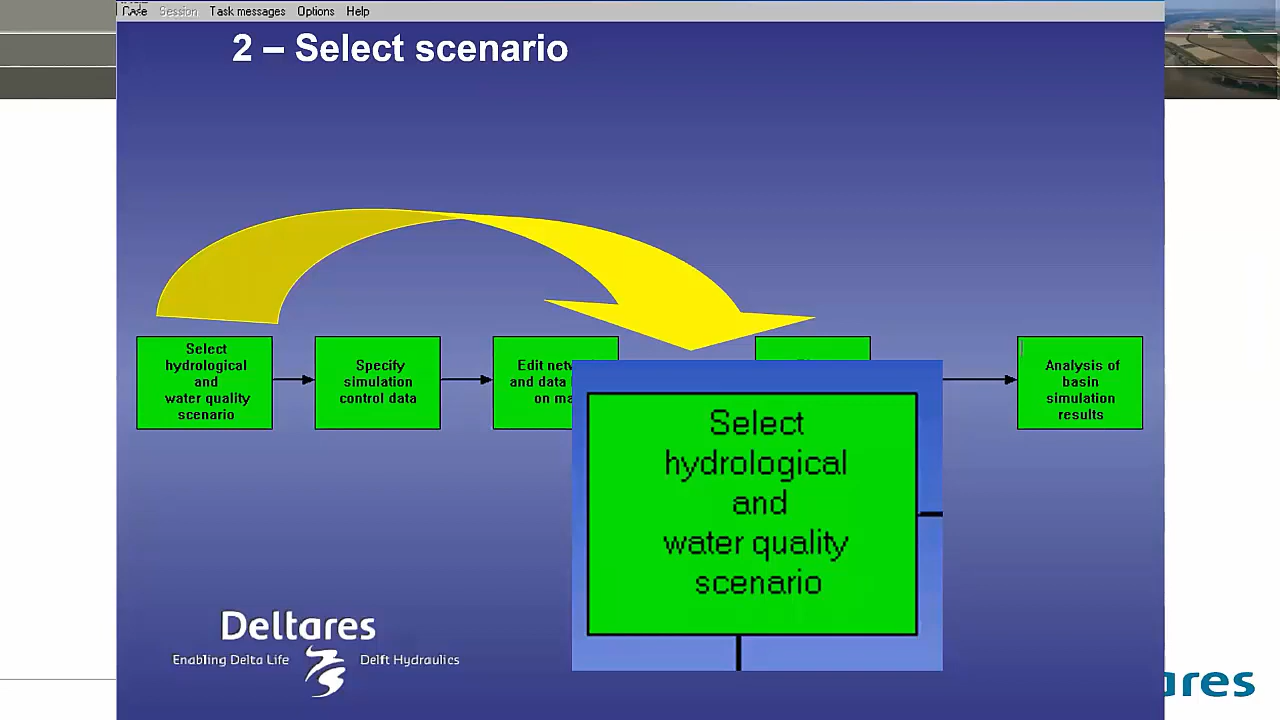 Case Session Task messages Options Help
2 – Select scenario
Select
hydrological
and
water quality
scenario
Specify
simulation
control data
Edit
and data
on
Analysis of
basin
simulation
results
Select
hydrological
and
water quality
scenario
Deltares
Enabling Delta Life
Delft Hydraulics
ares